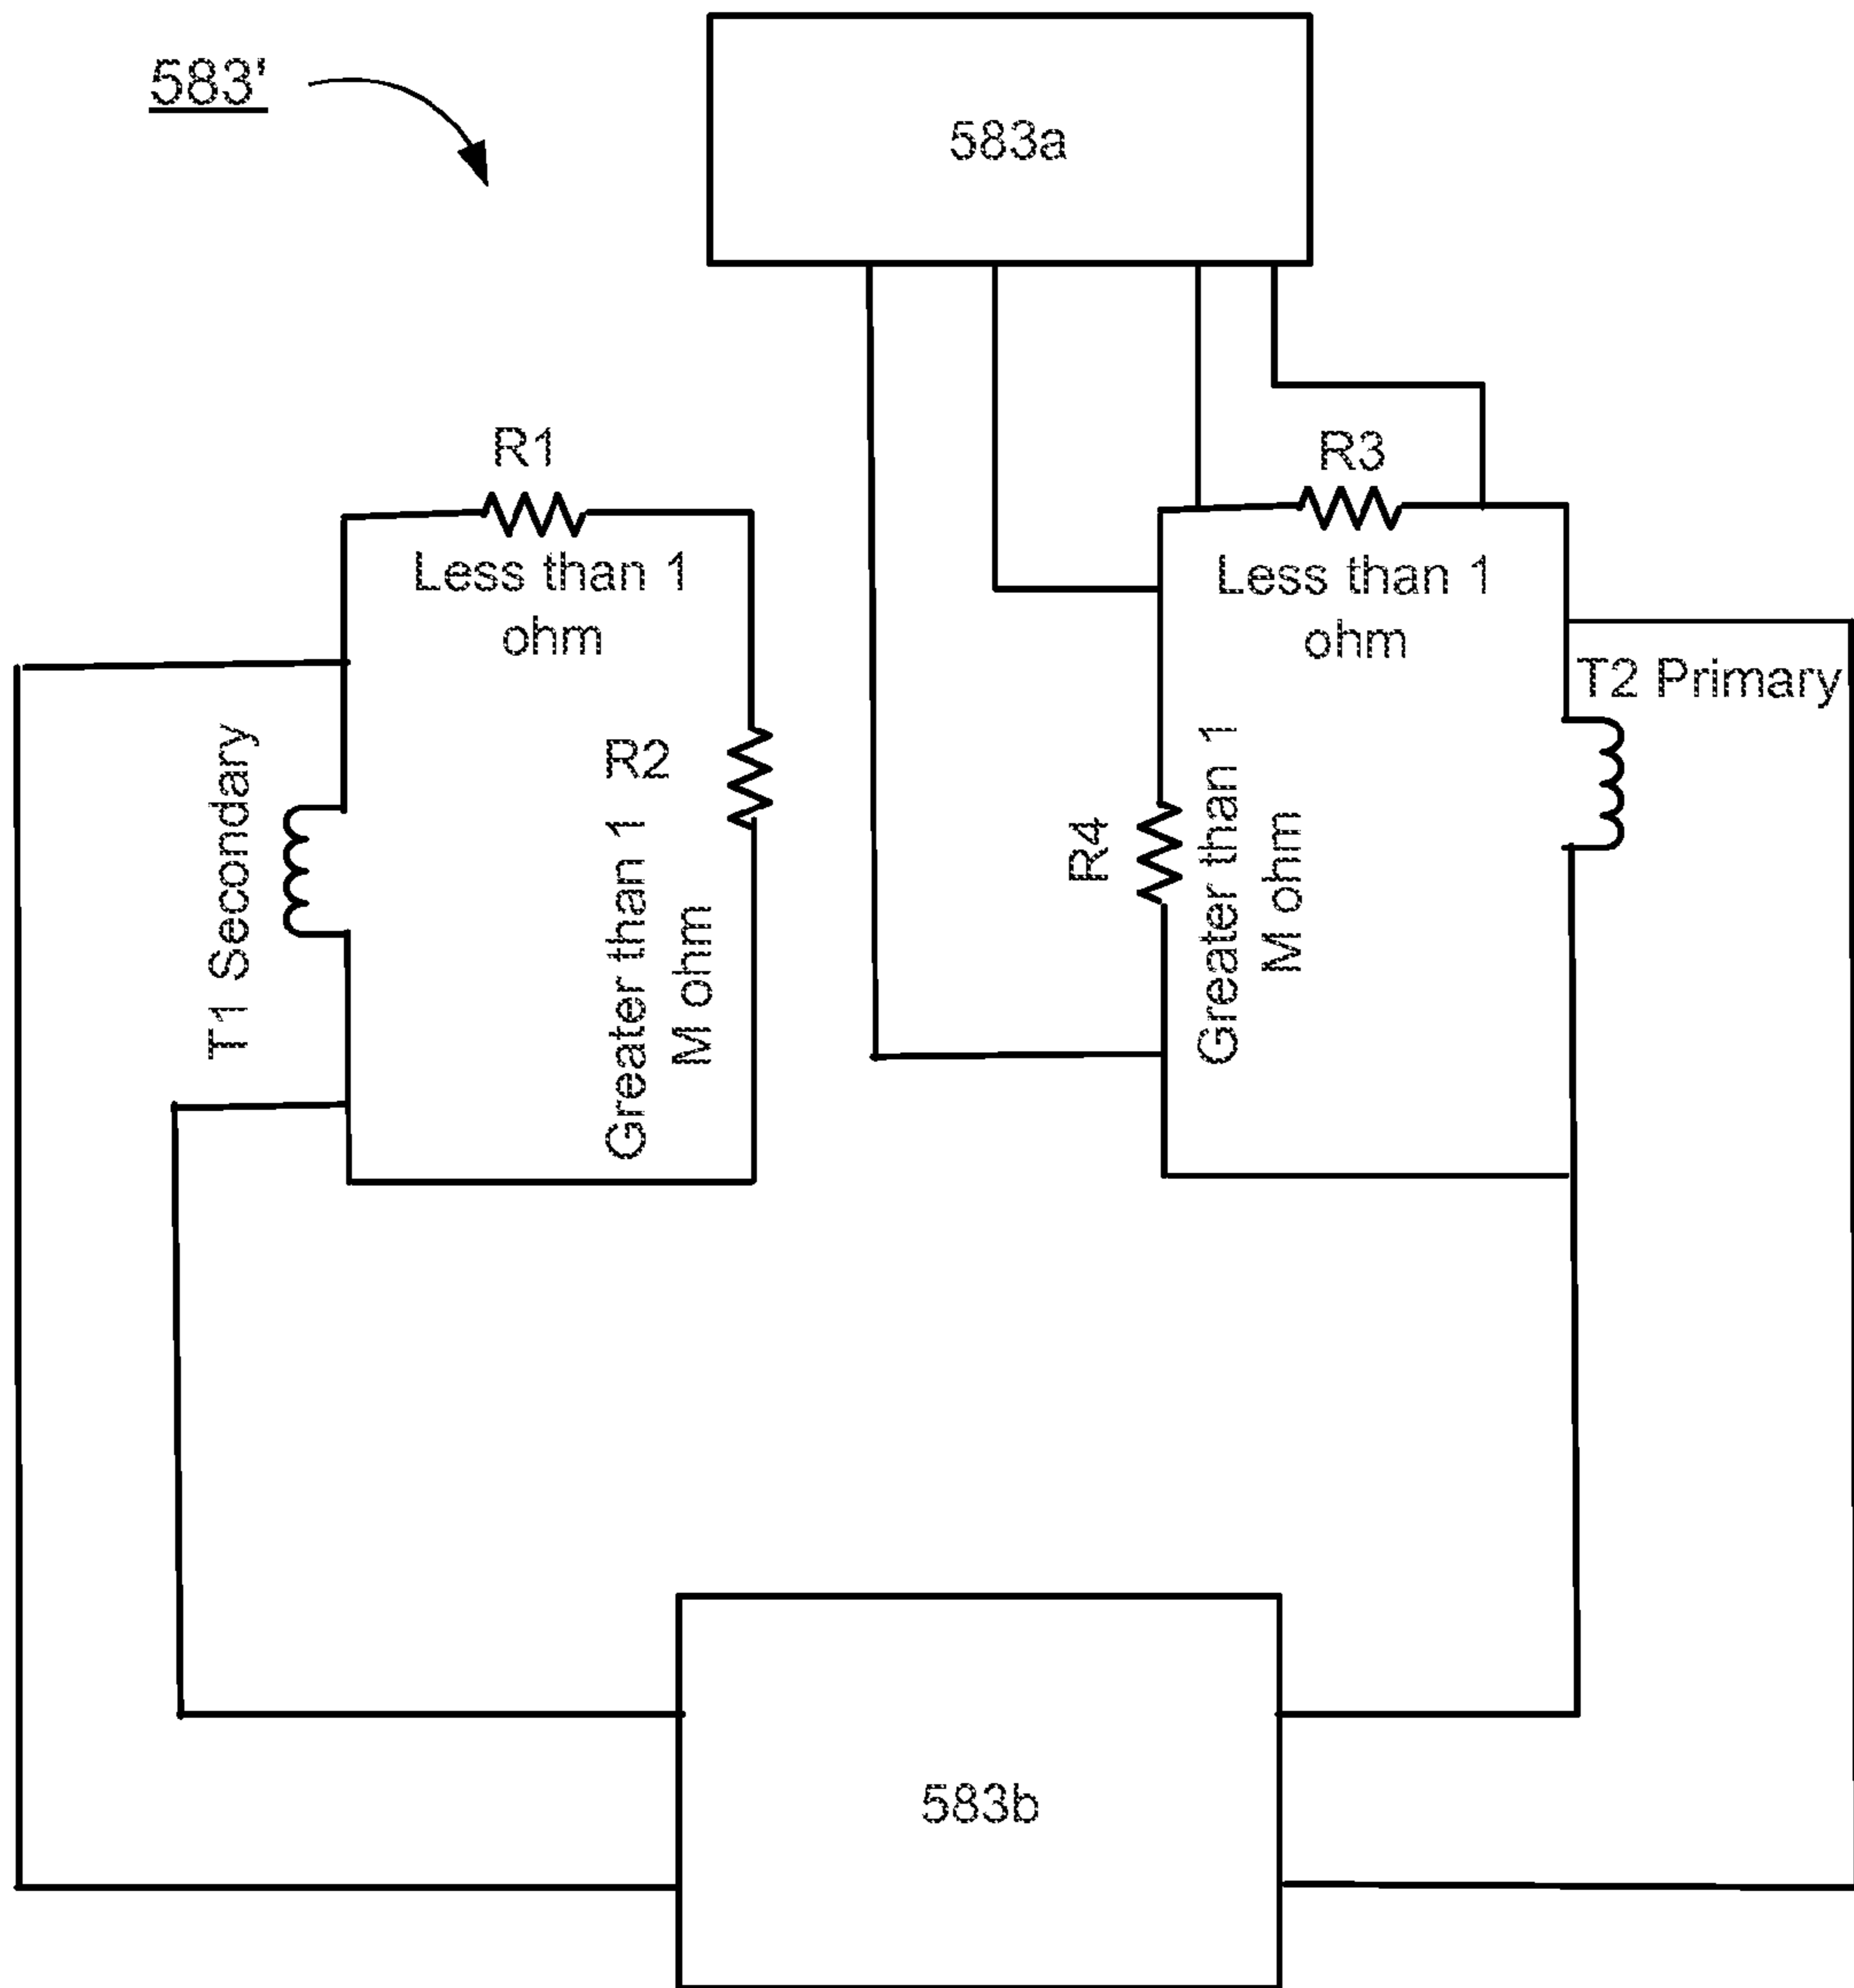 583'
583a
R1
Less than 1
ohm
R3
Less than 1
ohm
T2 Primary
T1 Secondary
R2
Greater than 1
M ohm
R4
Greater than 1
M ohm
583b